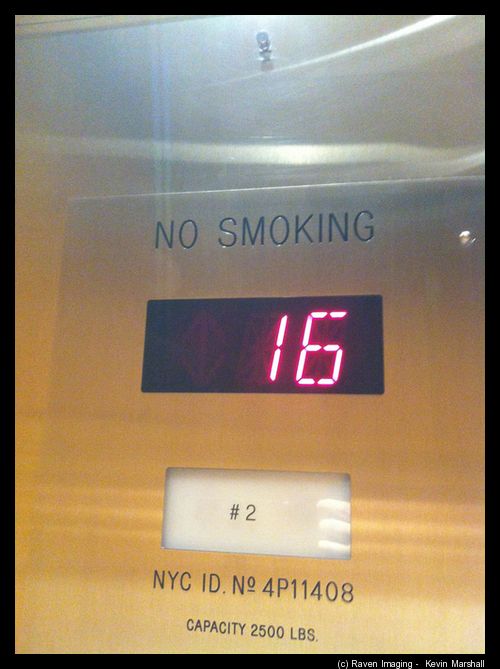 NO SMOKING
16
#2
NYC ID. Nº 4P11408
CAPACITY 2500 LBS.
(c) Raven Imaging - Kevin Marshall